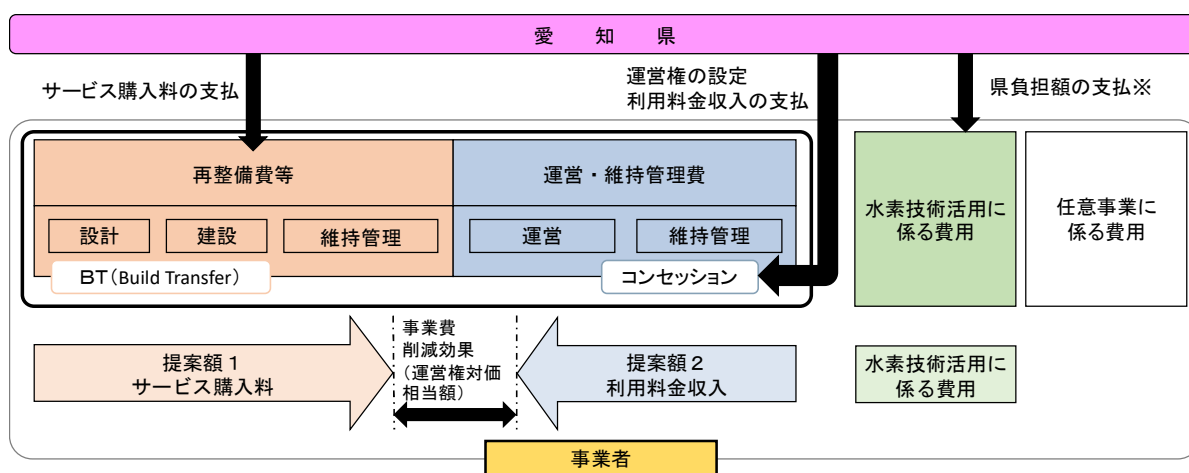 愛　知　県
サービス購入料の支払
運営権の設定
利用料金収入の支払
県負担額の支払※
再整備費等
運営・維持管理費
設計
建設
維持管理
運営
維持管理
BT(Build Transfer)
コンセッション
水素技術活用に
係る費用
任意事業に
係る費用
提案額１
サービス購入料
事業費
削減効果
(運営権対価
相当額)
提案額２
利用料金収入
水素技術活用に
係る費用
事業者